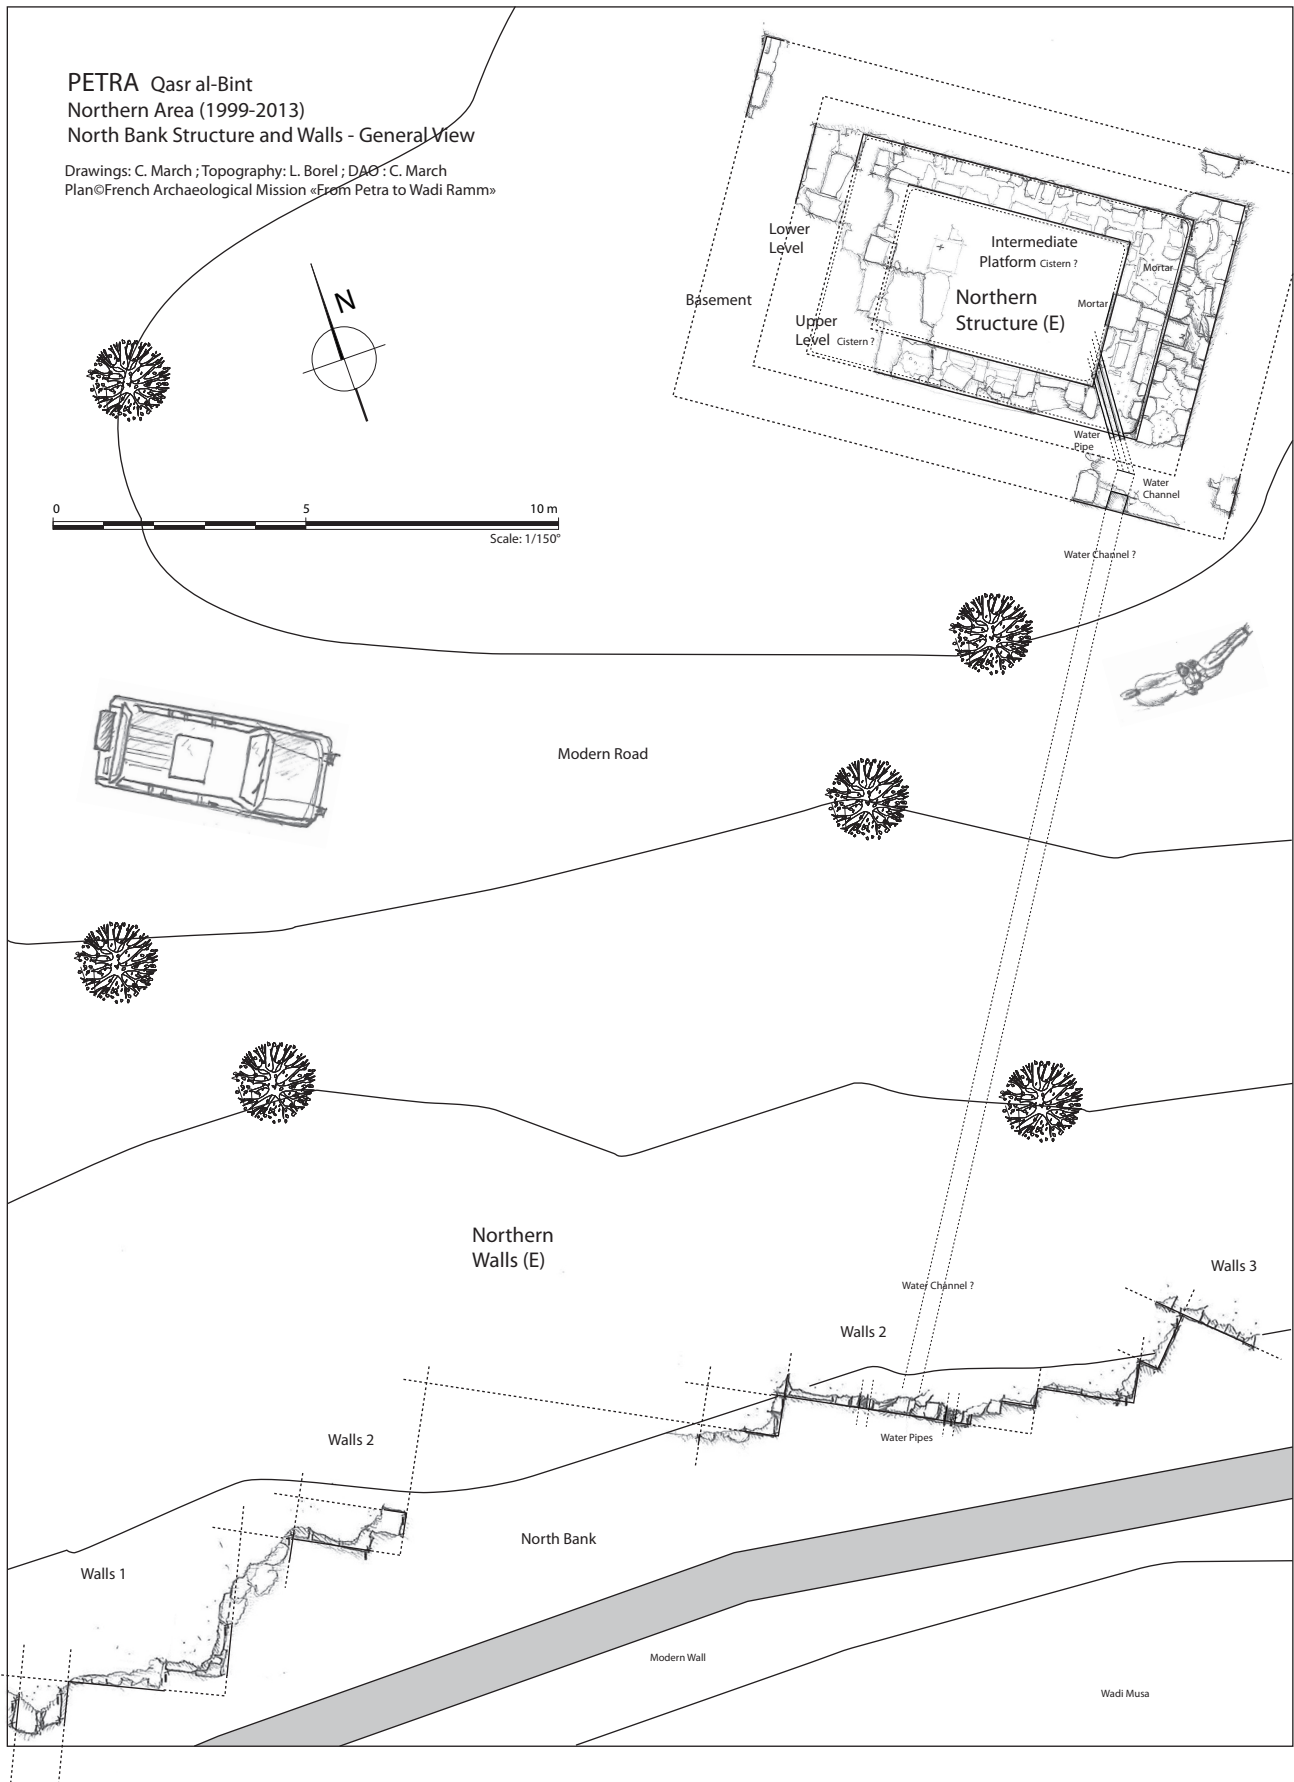 PETRA Qasr al-Bint
Northern Area (1999-2013)
North Bank Structure and Walls - General View
Drawings: C. March ; Topography: L. Borel ; DAO : C. March
Plan©French Archaeological Mission «From Petra to Wadi Ramm»
N
0 5 10 m
Scale: 1/150°
Lower
Level
Basement
Upper
Level Cistern ?
Intermediate
Platform Cistern ?
Northern
Structure (E)
Mortar
Mortar
Water
Pipe
Water
Channel
Water Channel ?
Modern Road
Northern
Walls (E)
Water Channel ?
Walls 3
Walls 2
Water Pipes
Walls 2
North Bank
Walls 1
Modern Wall
Wadi Musa